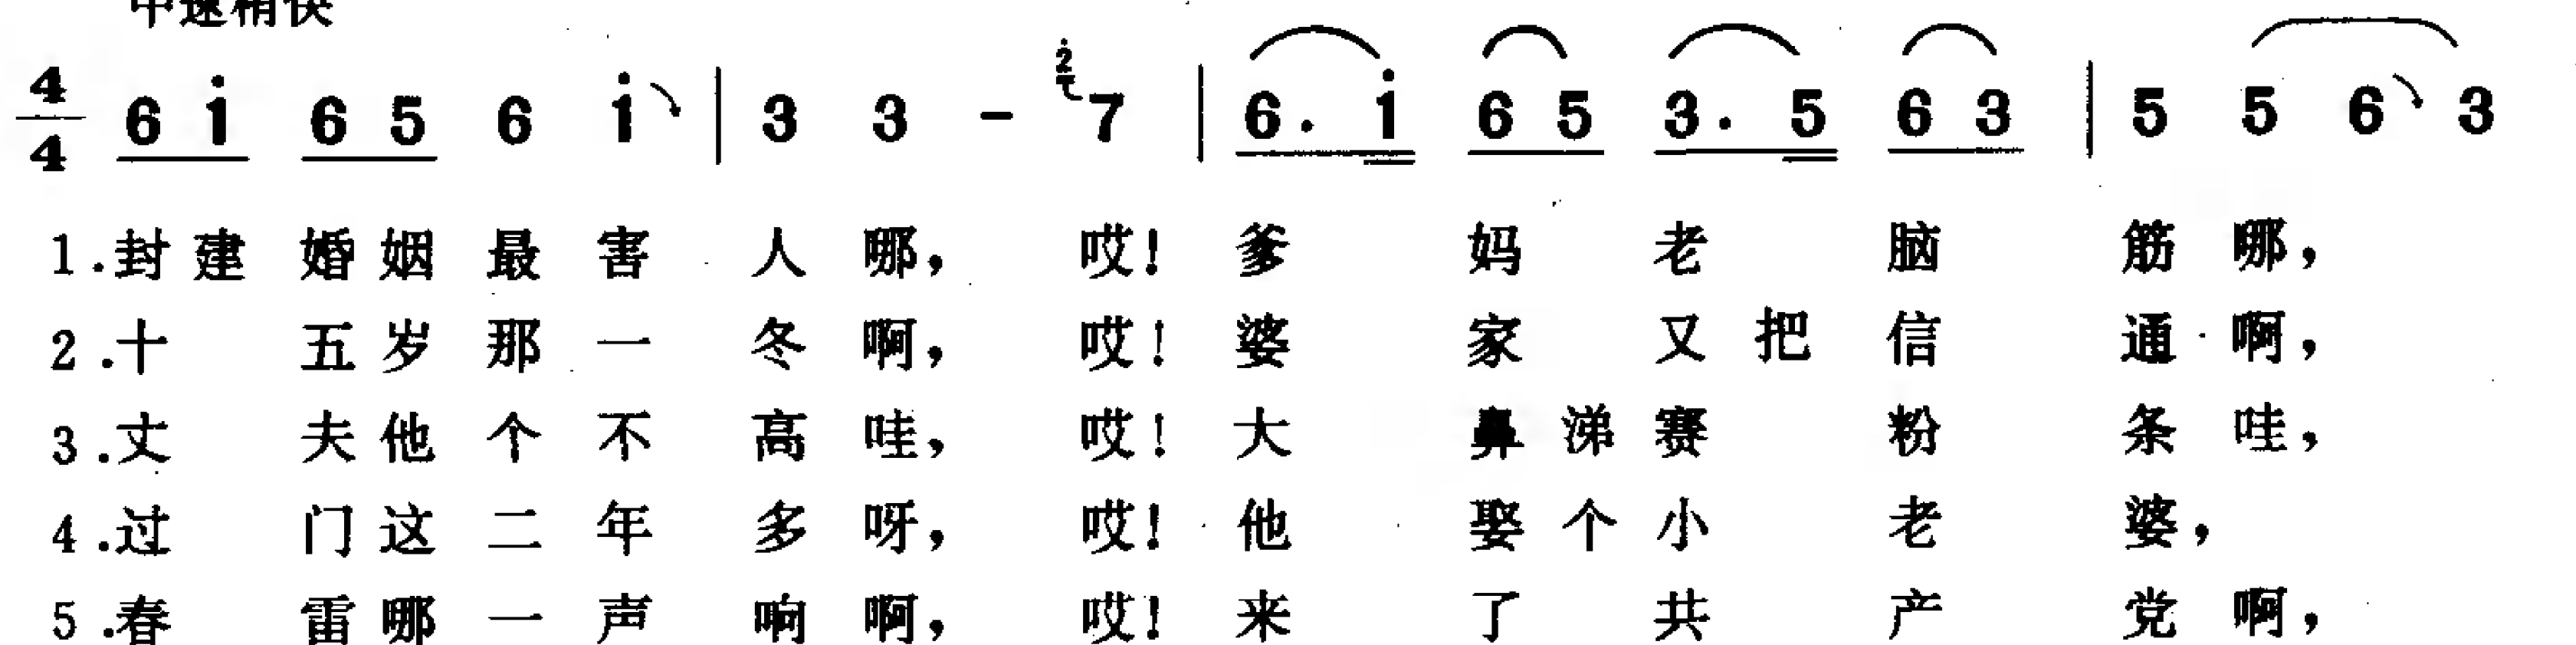 中速稍快
4/4 6 i̇ 6 5 6 i̇ | 3 3 - 2̇ 7 | 6. i̇ 6 5 3. 5 6 3 | 5 5 6 3
1.封建婚姻最害人哪，哎！爹妈老脑筋哪，
2.十五岁那一冬啊，哎！婆家又把信通啊，
3.丈夫他个不高哇，哎！大鼻涕赛粉条哇，
4.过门这二年多呀，哎！他娶个小老婆，
5.春雷哪一声响啊，哎！来了共产党啊，